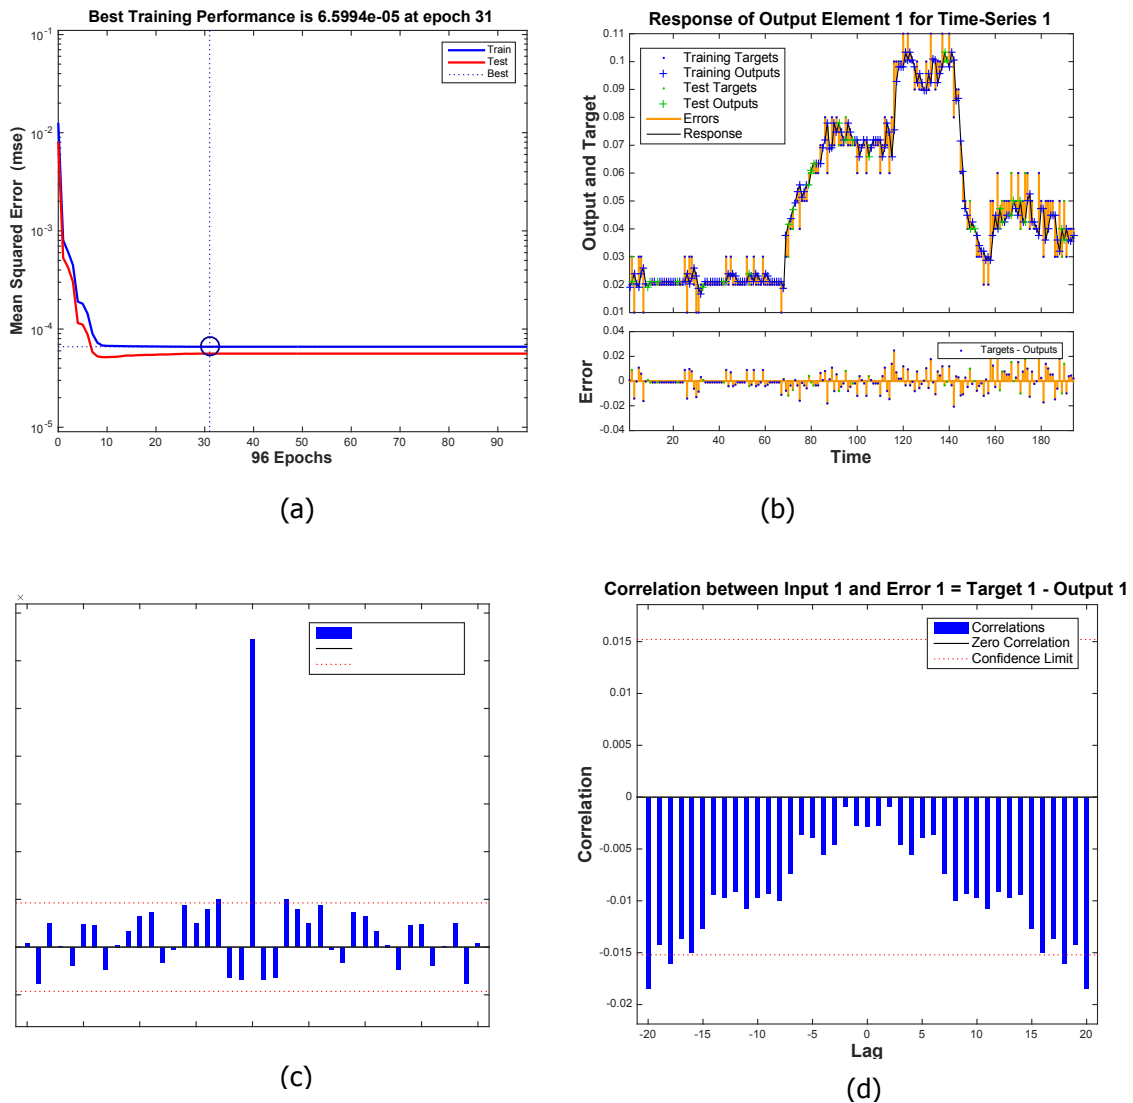 Best Training Performance is 6.5994e-05 at epoch 31
Mean Squared Error (mse)
10^-1
10^-2
10^-3
10^-4
10^-5
Train
Test
Best
0 10 20 30 40 50 60 70 80 90
96 Epochs
(a)
Response of Output Element 1 for Time-Series 1
Output and Target
0.11
0.1
0.09
0.08
0.07
0.06
0.05
0.04
0.03
0.02
0.01
Training Targets
Training Outputs
Test Targets
Test Outputs
Errors
Response
Error
0.04
0.02
0
-0.02
-0.04
Targets - Outputs
20 40 60 80 100 120 140 160 180
Time
(b)
×
(c)
Correlation between Input 1 and Error 1 = Target 1 - Output 1
Correlation
0.015
0.01
0.005
0
-0.005
-0.01
-0.015
-0.02
Correlations
Zero Correlation
Confidence Limit
-20 -15 -10 -5 0 5 10 15 20
Lag
(d)